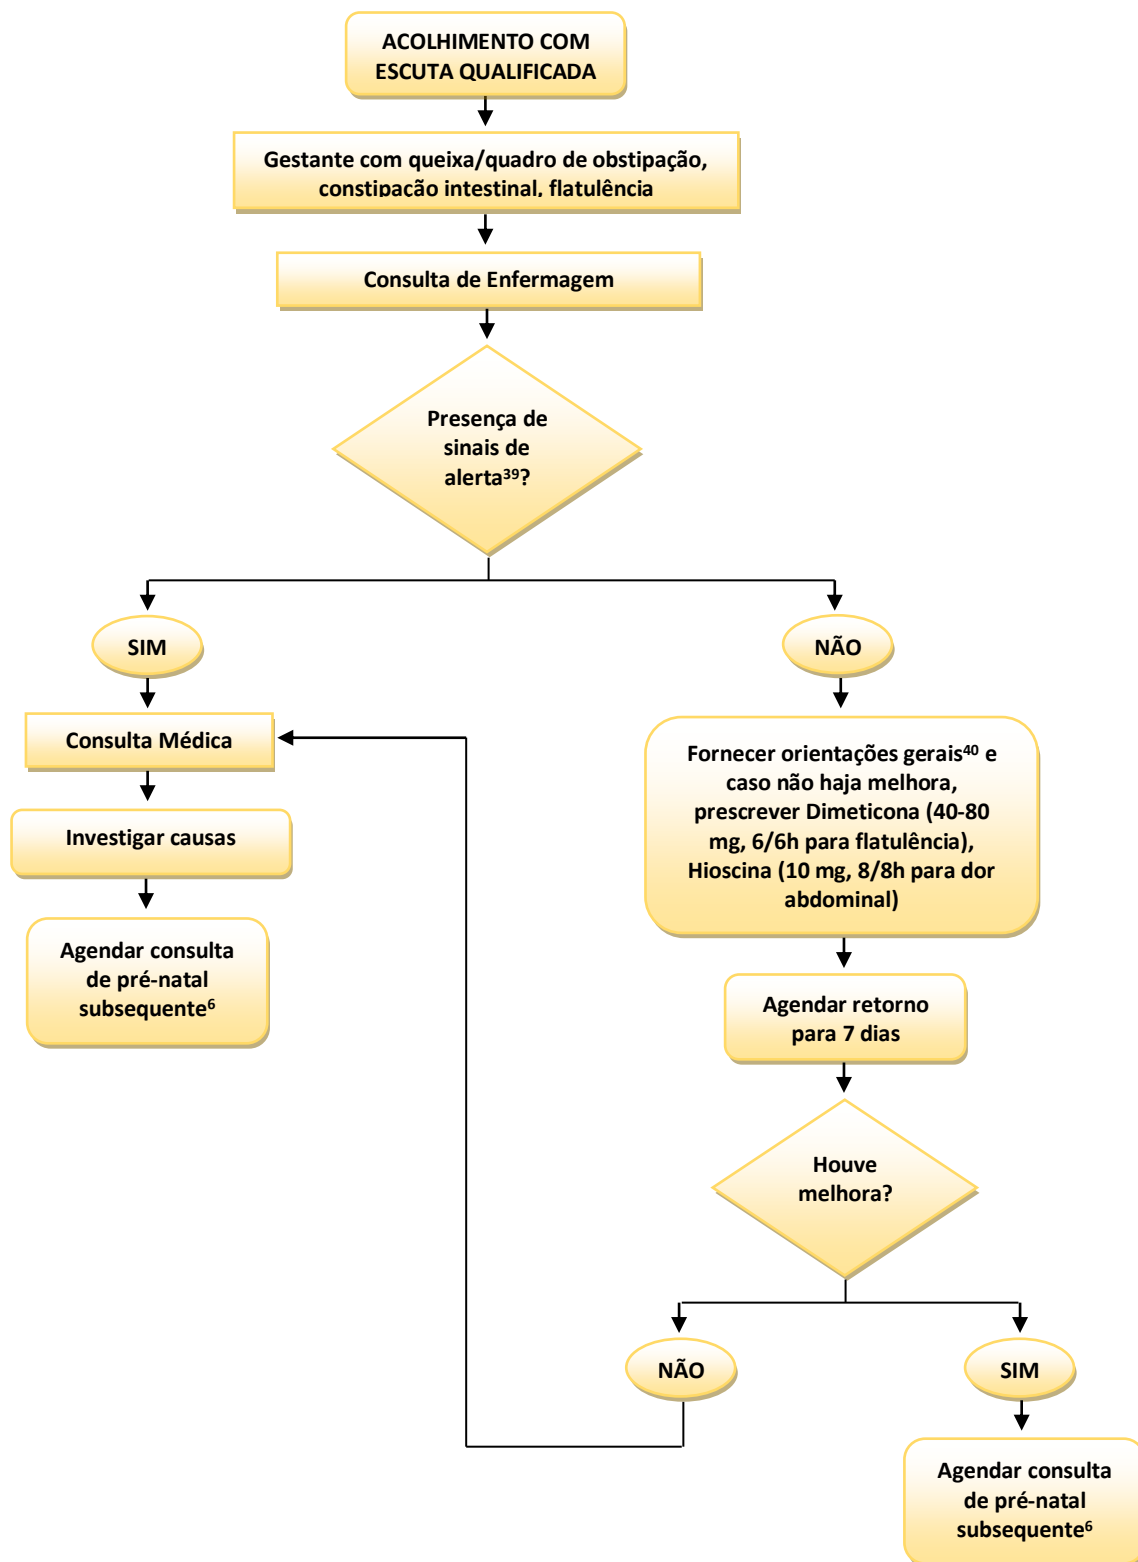 ACOLHIMENTO COM
ESCUTA QUALIFICADA
Gestante com queixa/quadro de obstipação,
constipação intestinal, flatulência
Consulta de Enfermagem
Presença de
sinais de
alerta³⁹?
SIM
NÃO
Consulta Médica
Investigar causas
Agendar consulta
de pré-natal
subsequente⁶
Fornecer orientações gerais⁴⁰ e
caso não haja melhora,
prescrever Dimeticona (40-80
mg, 6/6h para flatulência),
Hioscina (10 mg, 8/8h para dor
abdominal)
Agendar retorno
para 7 dias
Houve
melhora?
NÃO
SIM
Agendar consulta
de pré-natal
subsequente⁶